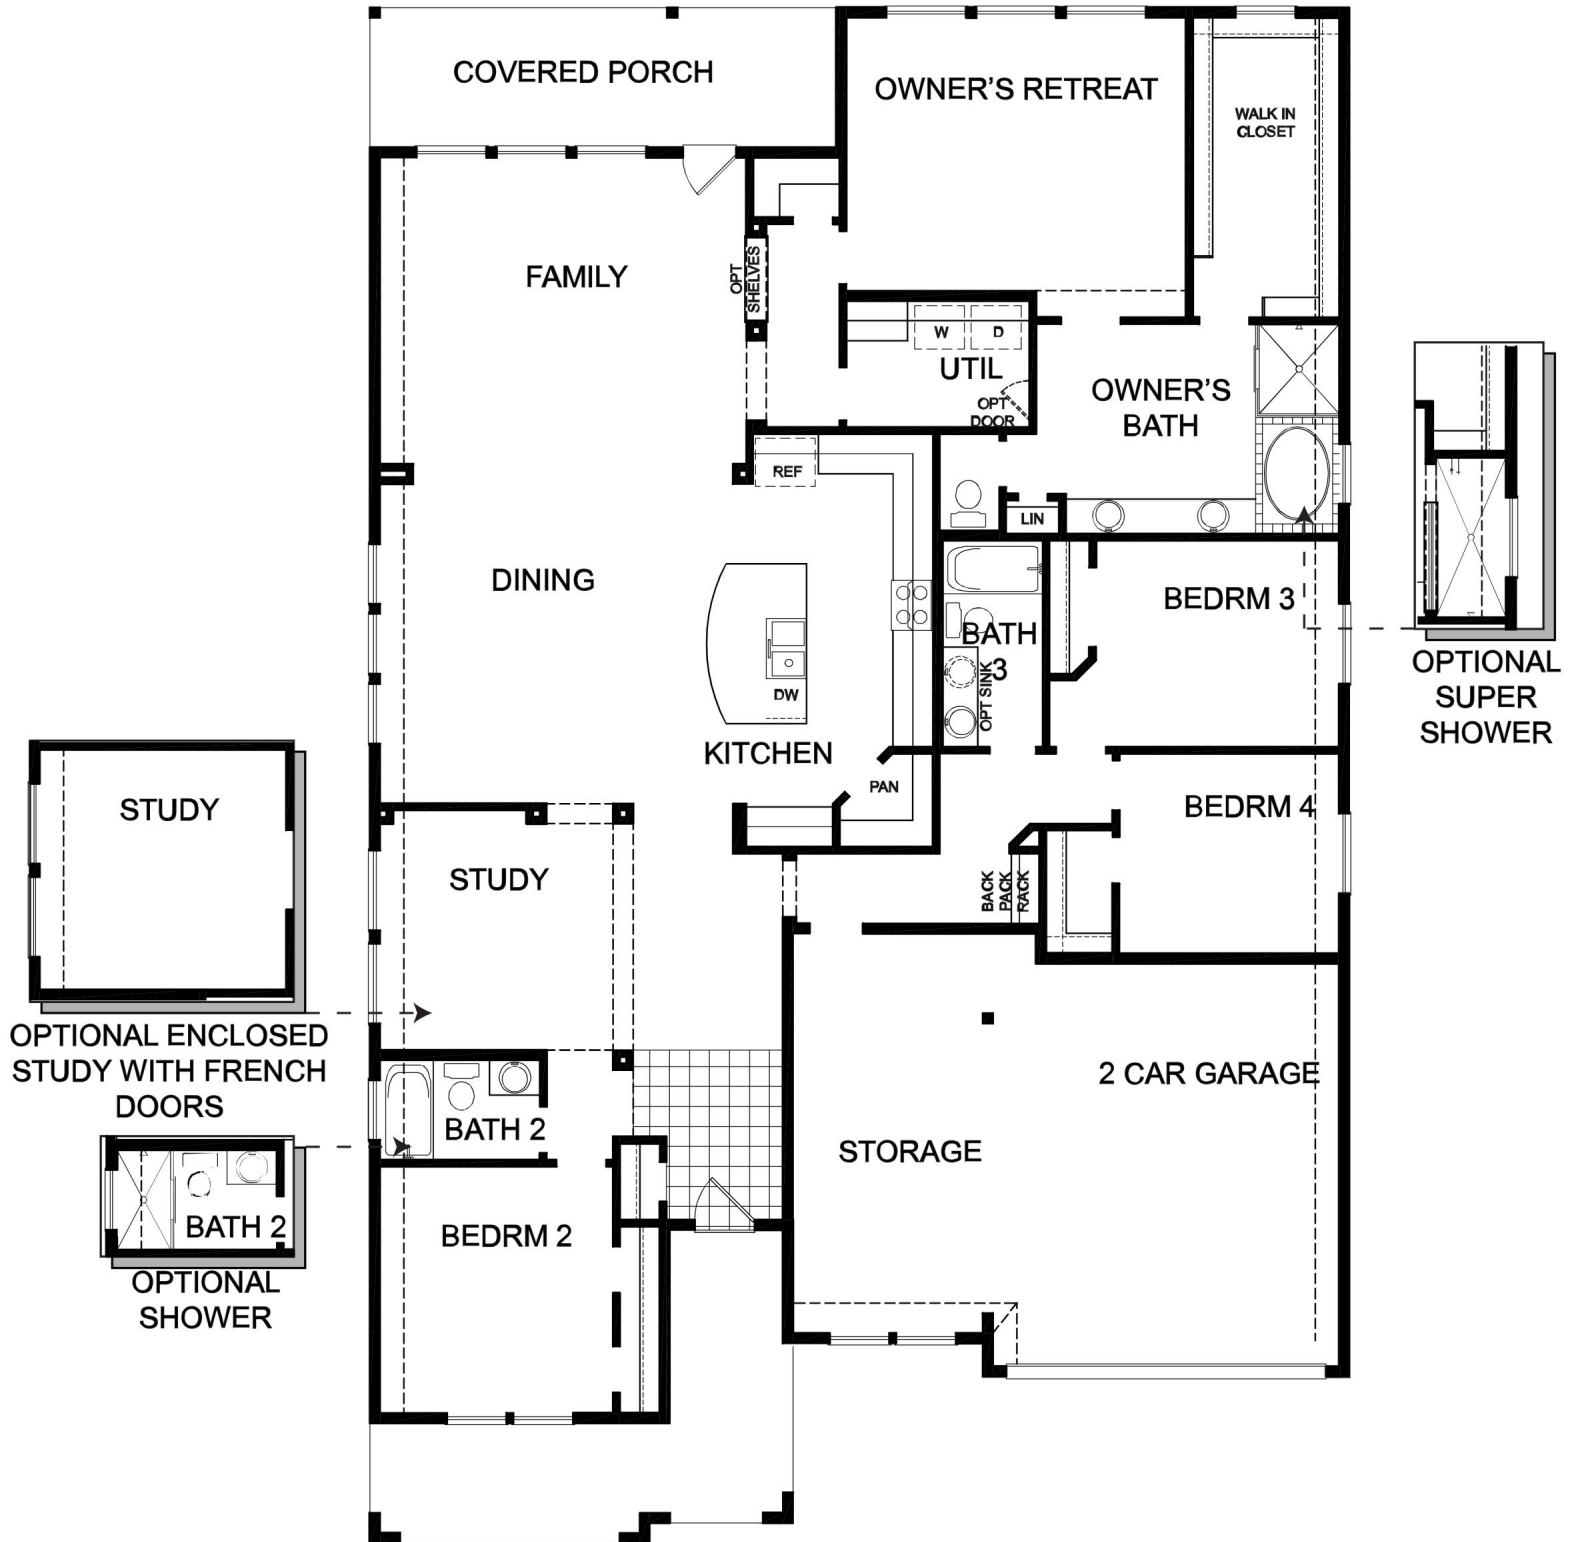 COVERED PORCH
OWNER'S RETREAT
WALK IN
CLOSET
FAMILY
OPT
SHELVES
W
D
UTIL
OPT
DOOR
OWNER'S
BATH
REF
LIN
DINING
BATH
3
OPT SINK
BEDRM 3
DW
KITCHEN
PAN
OPTIONAL
SUPER
SHOWER
STUDY
BEDRM 4
STUDY
BACK
PACK
RACK
OPTIONAL ENCLOSED
STUDY WITH FRENCH
DOORS
2 CAR GARAGE
BATH 2
STORAGE
BATH 2
BEDRM 2
OPTIONAL
SHOWER